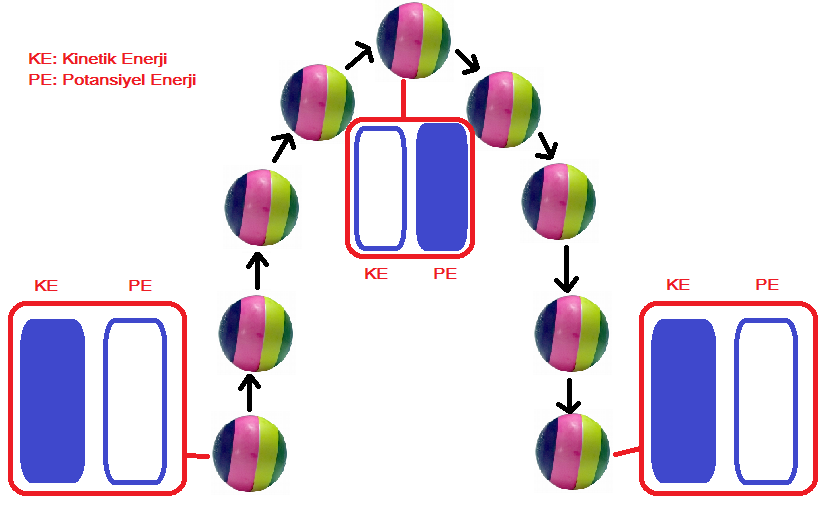 KE: Kinetik Enerji
PE: Potansiyel Enerji
KE PE
KE PE
KE PE